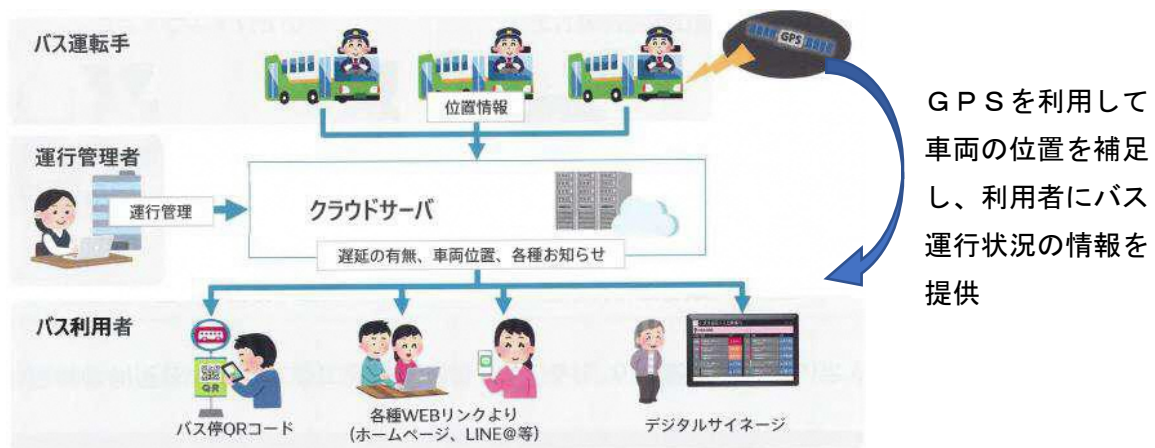 バス運転手
GPS
位置情報
運行管理者
運行管理
クラウドサーバ
遅延の有無、車両位置、各種お知らせ
バス利用者
QR
バス停QRコード
各種WEBリンクより
(ホームページ、LINE@等)
デジタルサイネージ
GPSを利用して
車両の位置を補足
し、利用者にバス
運行状況の情報を
提供